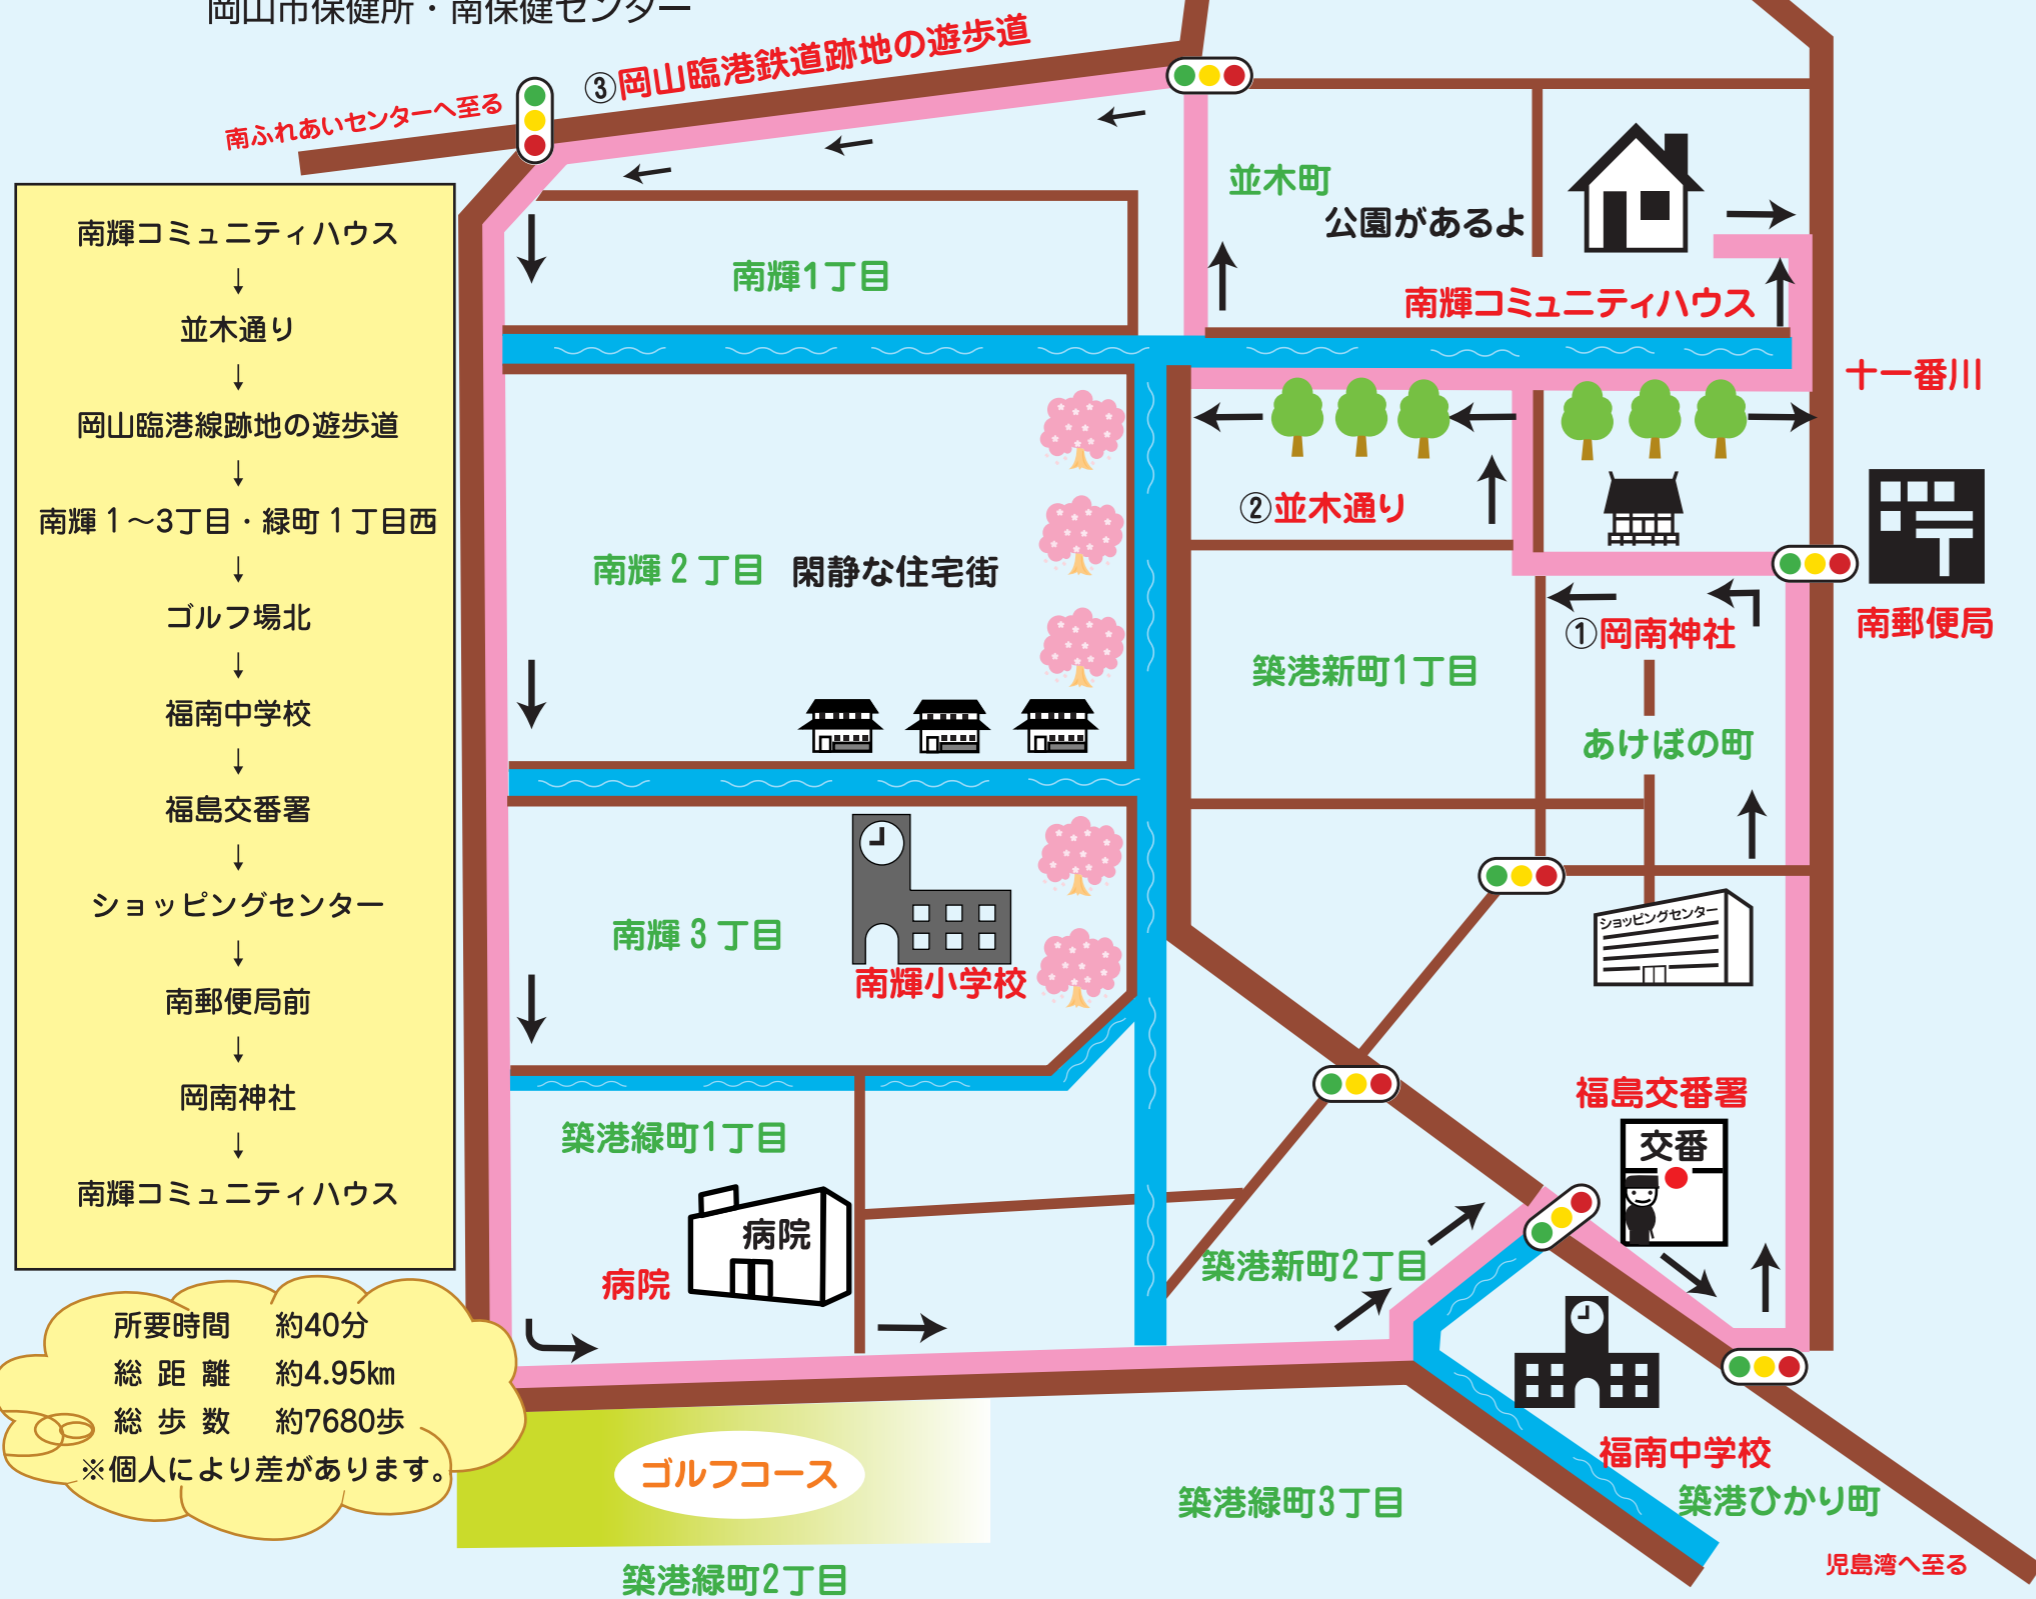 岡山市保健所・南保健センター
③岡山臨港鉄道跡地の遊歩道
南ふれあいセンターへ至る
南輝コミュニティハウス
↓
並木通り
↓
岡山臨港線跡地の遊歩道
↓
南輝1～3丁目・緑町1丁目西
↓
ゴルフ場北
↓
福南中学校
↓
福島交番署
↓
ショッピングセンター
↓
南郵便局前
↓
岡南神社
↓
南輝コミュニティハウス
所要時間 約40分
総距離 約4.95㎞
総歩数 約7680歩
※個人により差があります。
並木町
公園があるよ
南輝1丁目
南輝コミュニティハウス
十一番川
②並木通り
南輝2丁目 閑静な住宅街
①岡南神社
南郵便局
築港新町1丁目
あけぼの町
南輝3丁目
南輝小学校
ショッピングセンター
築港緑町1丁目
福島交番署
交番
病院
病院
築港新町2丁目
福南中学校
ゴルフコース
築港緑町3丁目
築港ひかり町
築港緑町2丁目
児島湾へ至る